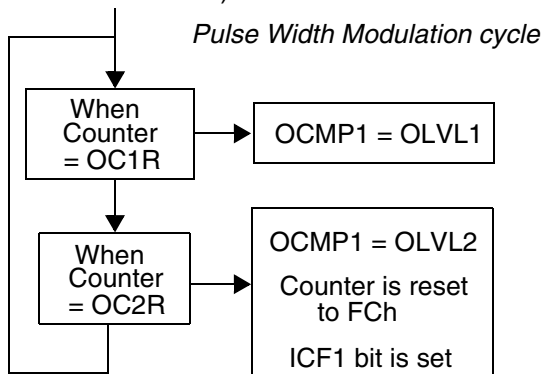 Pulse Width Modulation cycle
When
Counter
= OC1R
OCMP1 = OLVL1
When
Counter
= OC2R
OCMP1 = OLVL2
Counter is reset
to FCh
ICF1 bit is set